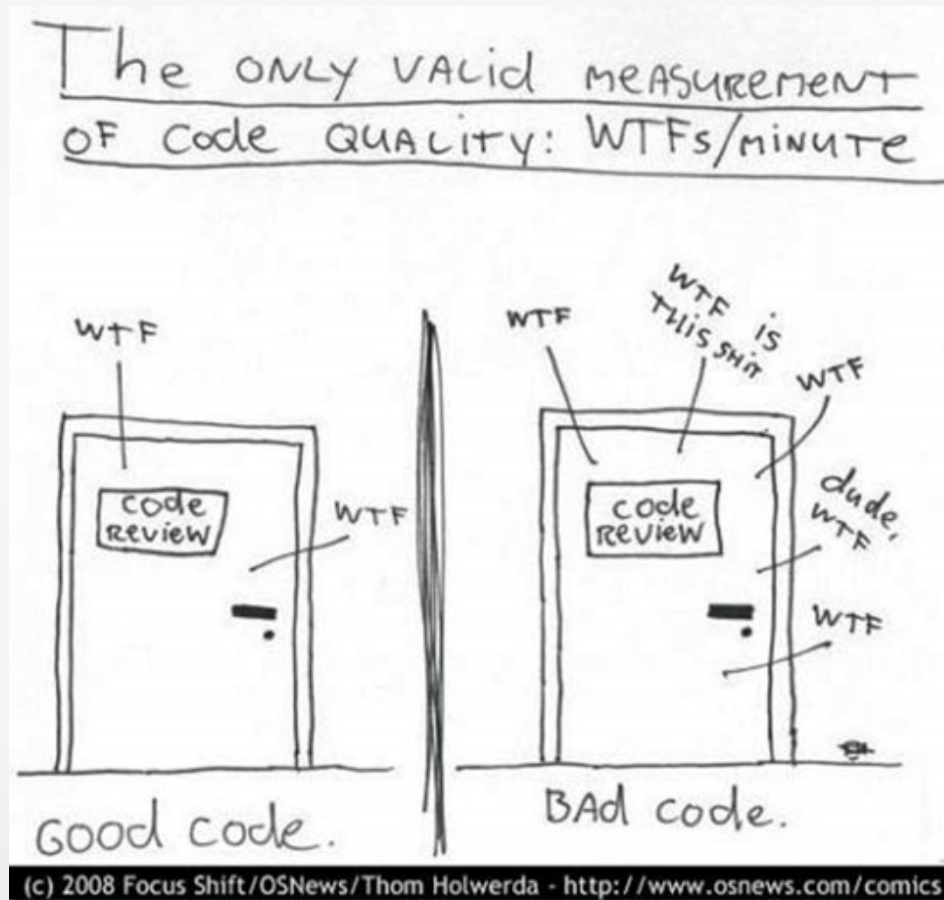 The ONLY VALid MEASUREMENT
OF Code QUALITY: WTFs/MINUTE
WTF
code
REVIEW
WTF
GOOD code.
WTF
WTF is
THIS SHIT
WTF
code
REVIEW
dude,
WTF
WTF
BAd code.
(c) 2008 Focus Shift/OSNews/Thom Holwerda - http://www.osnews.com/comics